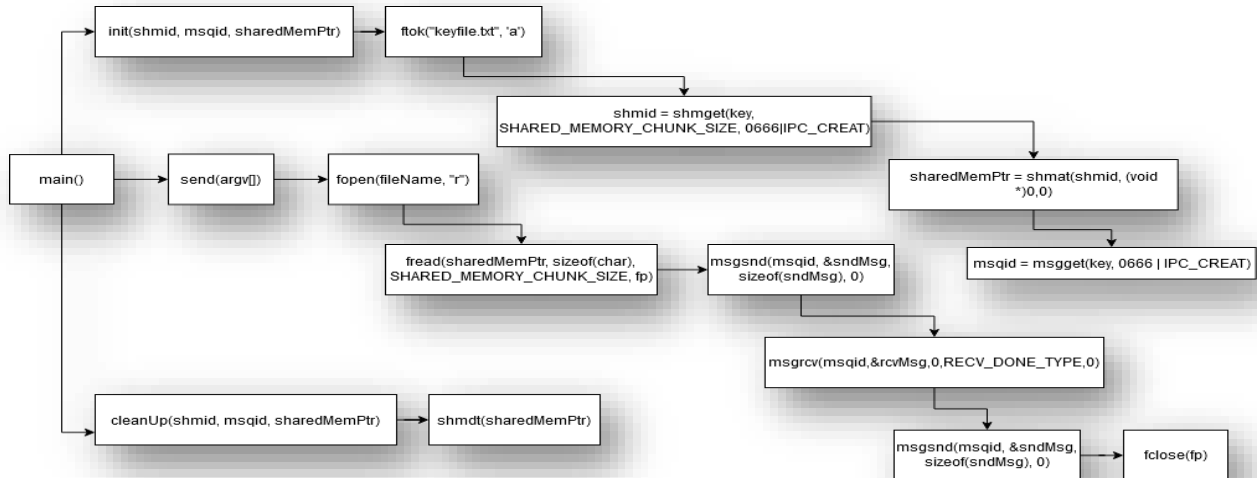 init(shmid, msqid, sharedMemPtr)
ftok("keyfile.txt", 'a')
shmid = shmget(key,
SHARED_MEMORY_CHUNK_SIZE, 0666|IPC_CREAT)
main()
send(argv[])
fopen(fileName, "r")
sharedMemPtr = shmat(shmid, (void
*)0,0)
fread(sharedMemPtr, sizeof(char),
SHARED_MEMORY_CHUNK_SIZE, fp)
msgsnd(msqid, &sndMsg,
sizeof(sndMsg), 0)
msqid = msgget(key, 0666 | IPC_CREAT)
msgrcv(msqid,&rcvMsg,0,RECV_DONE_TYPE,0)
cleanUp(shmid, msqid, sharedMemPtr)
shmdt(sharedMemPtr)
msgsnd(msqid, &sndMsg,
sizeof(sndMsg), 0)
fclose(fp)